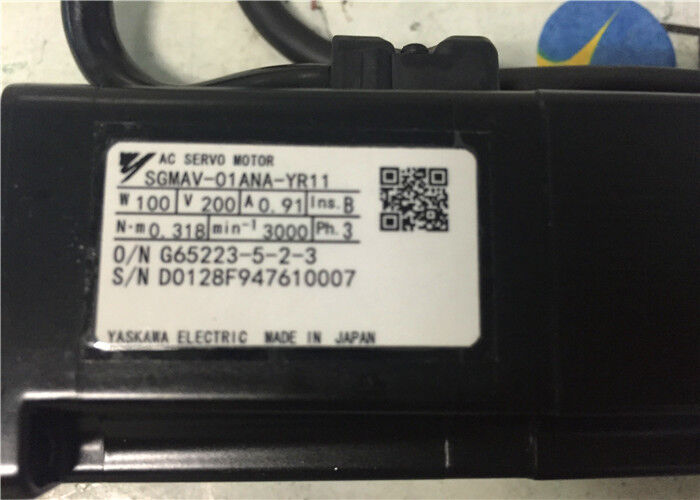 AC SERVO MOTOR
SGMAV-01ANA-YR11
W 100 V 200 A 0.91 Ins. B
N·m 0.318 min-1 3000 Ph. 3
O/N G65223-5-2-3
S/N D0128F947610007
YASKAWA ELECTRIC MADE IN JAPAN